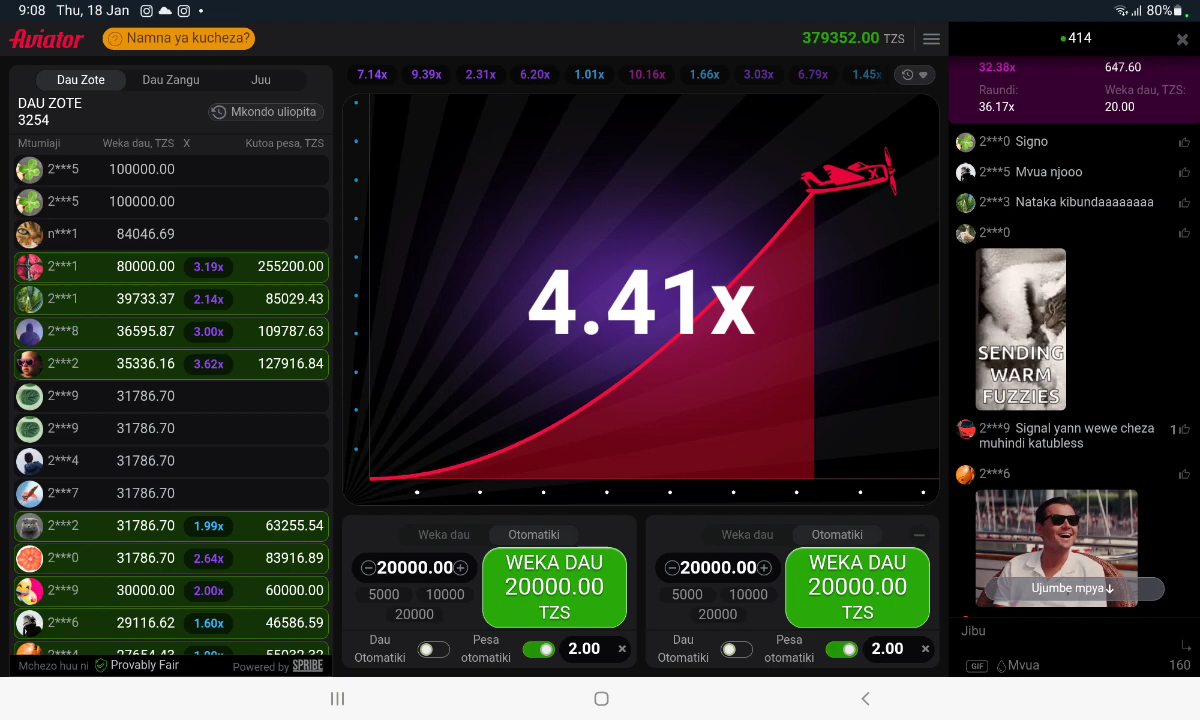 9:08 Thu, 18 Jan
80%
Aviator
? Namna ya kucheza?
379352.00 TZS
414
Dau Zote Dau Zangu Juu
DAU ZOTE
3254
Mkondo uliopita
Mtumiaji Weka dau, TZS X Kutoa pesa, TZS
2***5 100000.00
2***5 100000.00
n***1 84046.69
2***1 80000.00 3.19x 255200.00
2***1 39733.37 2.14x 85029.43
2***8 36595.87 3.00x 109787.63
2***2 35336.16 3.62x 127916.84
2***9 31786.70
2***9 31786.70
2***4 31786.70
2***7 31786.70
2***2 31786.70 1.99x 63255.54
2***0 31786.70 2.64x 83916.89
2***9 30000.00 2.00x 60000.00
2***6 29116.62 1.60x 46586.59
Mchezo huu ni Provably Fair Powered by SPRIBE
7.14x 9.39x 2.31x 6.20x 1.01x 10.16x 1.66x 3.03x 6.79x 1.45x
4.41x
Weka dau Otomatiki
20000.00
5000 10000
20000
WEKA DAU
20000.00
TZS
Dau
Otomatiki
Pesa
otomatiki
2.00 ×
Weka dau Otomatiki
20000.00
5000 10000
20000
WEKA DAU
20000.00
TZS
Dau
Otomatiki
Pesa
otomatiki
2.00 ×
32.38x 647.60
Raundi: Weka dau, TZS:
36.17x 20.00
2***0 Signo
2***5 Mvua njooo
2***3 Nataka kibundaaaaaaaa
2***0
SENDING
WARM
FUZZIES
2***9 Signal yann wewe cheza 1
muhindi katubless
2***6
Ujumbe mpya↓
Jibu
GIF Mvua 160